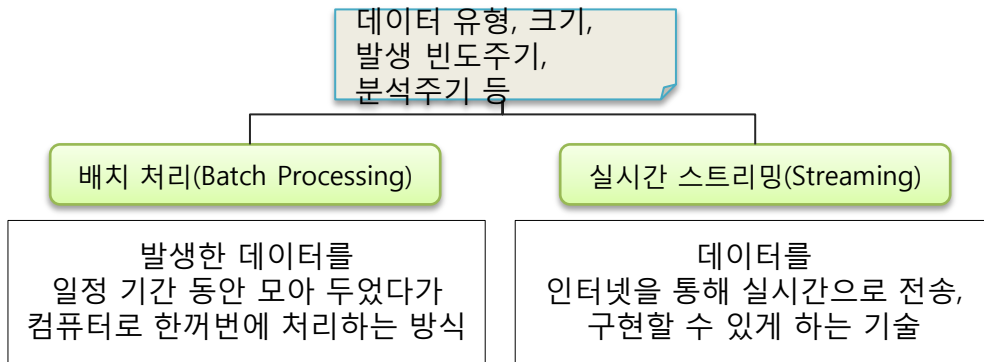 데이터 유형, 크기,
발생 빈도주기,
분석주기 등
배치 처리(Batch Processing)
실시간 스트리밍(Streaming)
발생한 데이터를
일정 기간 동안 모아 두었다가
컴퓨터로 한꺼번에 처리하는 방식
데이터를
인터넷을 통해 실시간으로 전송,
구현할 수 있게 하는 기술